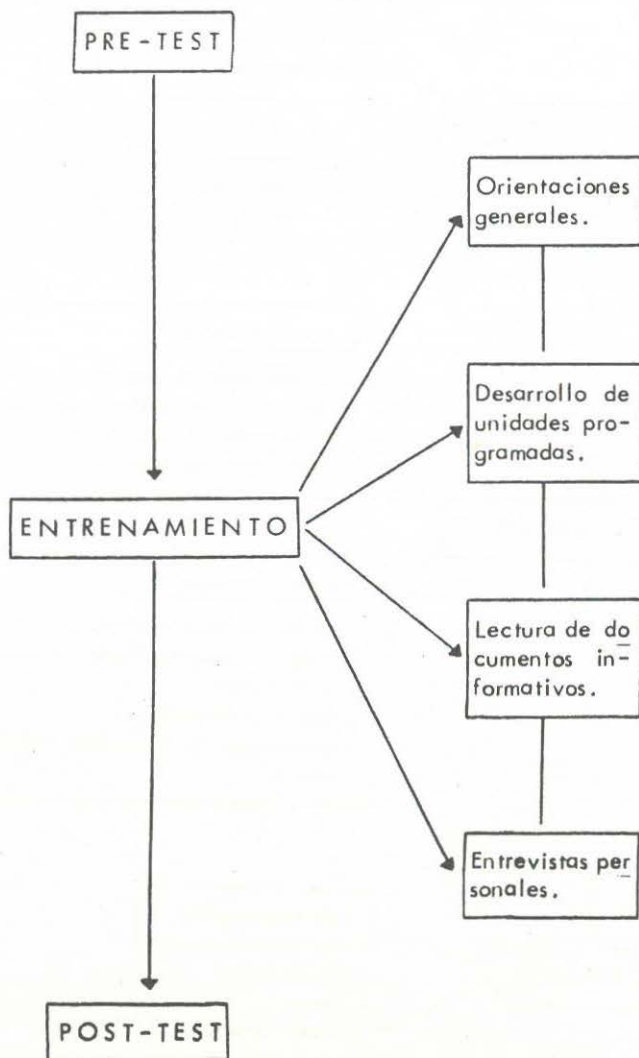 PRE-TEST
Orientaciones
generales.
Desarrollo de
unidades pro-
gramadas.
ENTRENAMIENTO
Lectura de do
cumentos in-
formativos.
Entrevistas per
sonales.
POST-TEST